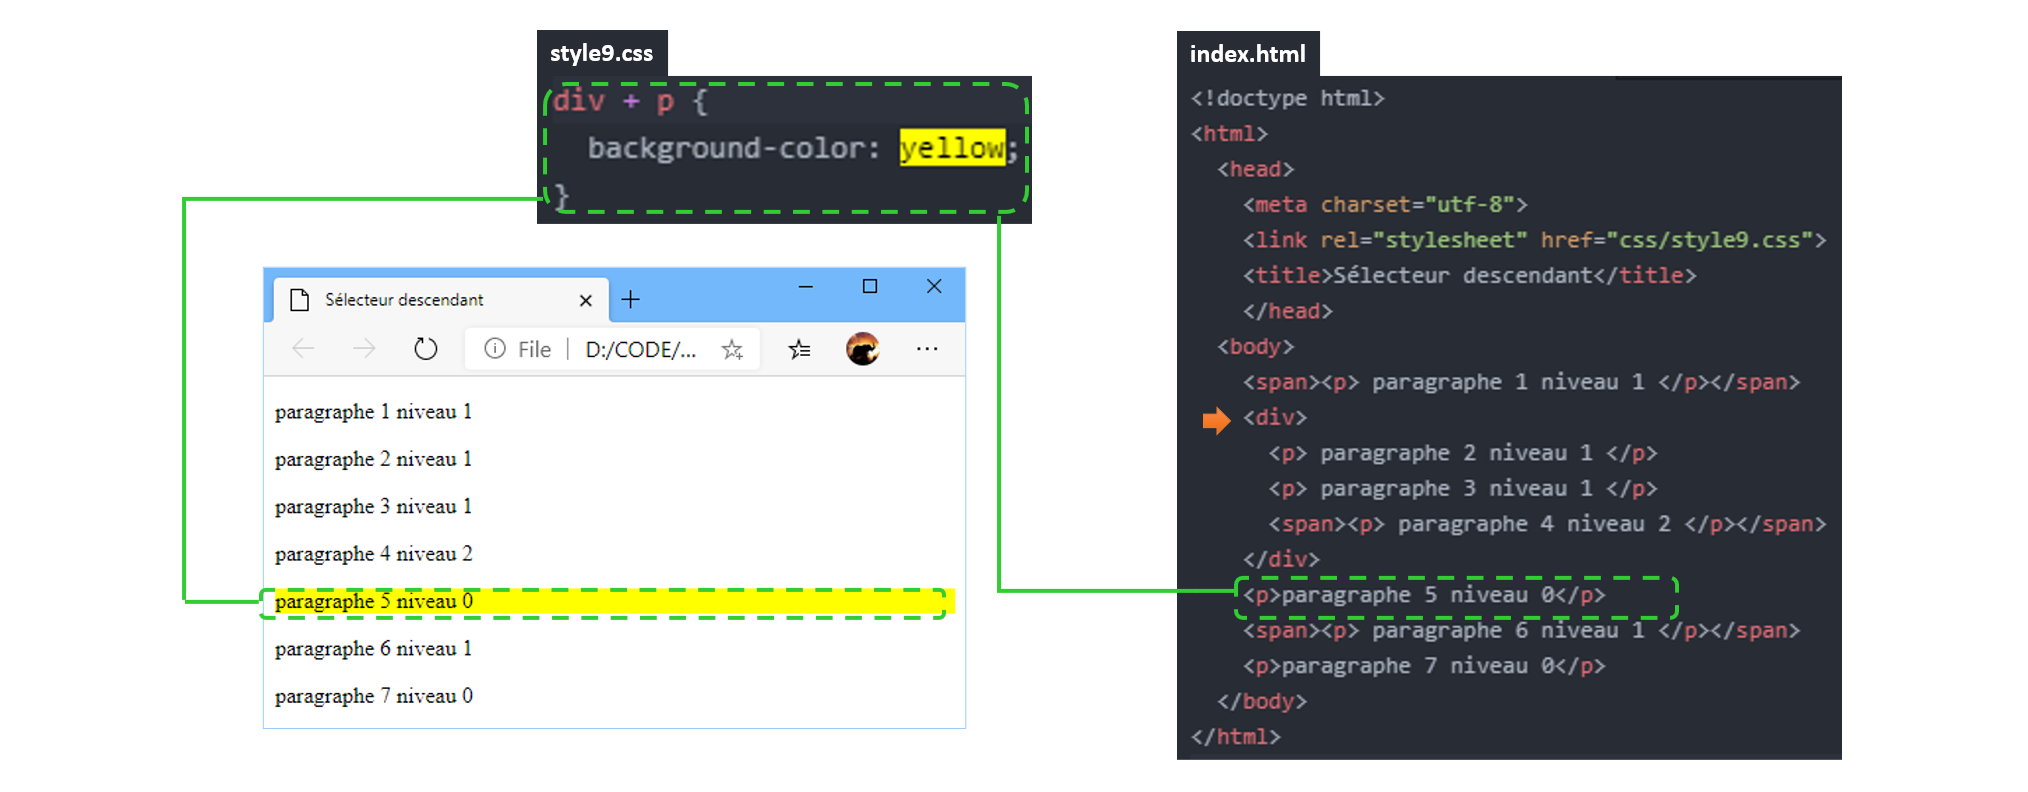 style9.css
div + p {
background-color: yellow;
}
Sélecteur descendant
File D:/CODE/...
paragraphe 1 niveau 1
paragraphe 2 niveau 1
paragraphe 3 niveau 1
paragraphe 4 niveau 2
paragraphe 5 niveau 0
paragraphe 6 niveau 1
paragraphe 7 niveau 0
index.html
<!doctype html>
<html>
<head>
<meta charset="utf-8">
<link rel="stylesheet" href="css/style9.css">
<title>Sélecteur descendant</title>
</head>
<body>
<span><p> paragraphe 1 niveau 1 </p></span>
<div>
<p> paragraphe 2 niveau 1 </p>
<p> paragraphe 3 niveau 1 </p>
<span><p> paragraphe 4 niveau 2 </p></span>
</div>
<p>paragraphe 5 niveau 0</p>
<span><p> paragraphe 6 niveau 1 </p></span>
<p>paragraphe 7 niveau 0</p>
</body>
</html>